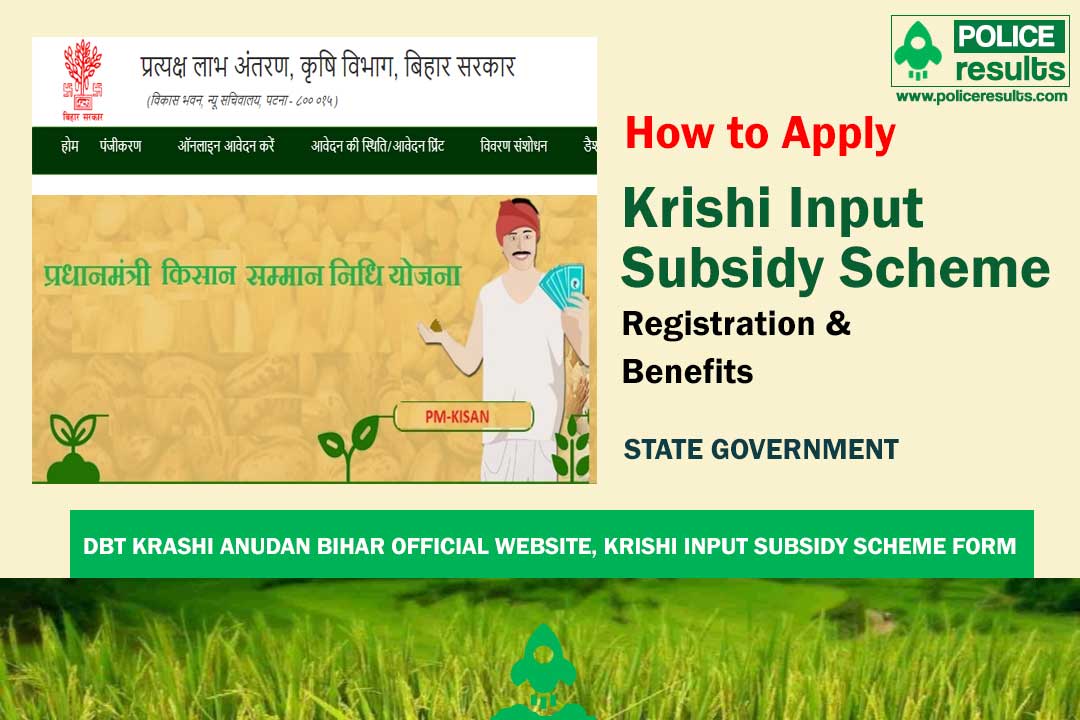 प्रत्यक्ष लाभ अंतरण, कृषि विभाग, बिहार सरकार
(विकास भवन, न्यू सचिवालय, पटना - ८०० ०१५)
बिहार सरकार
होम पंजीकरण ऑनलाइन आवेदन करें आवेदन की स्थिति/आवेदन प्रिंट विवरण संशोधन
प्रधानमंत्री किसान सम्मान निधि योजना
PM-KISAN
POLICE
results
www.policeresults.com
How to Apply
Krishi Input
Subsidy Scheme
Registration &
Benefits
STATE GOVERNMENT
DBT KRASHI ANUDAN BIHAR OFFICIAL WEBSITE, KRISHI INPUT SUBSIDY SCHEME FORM